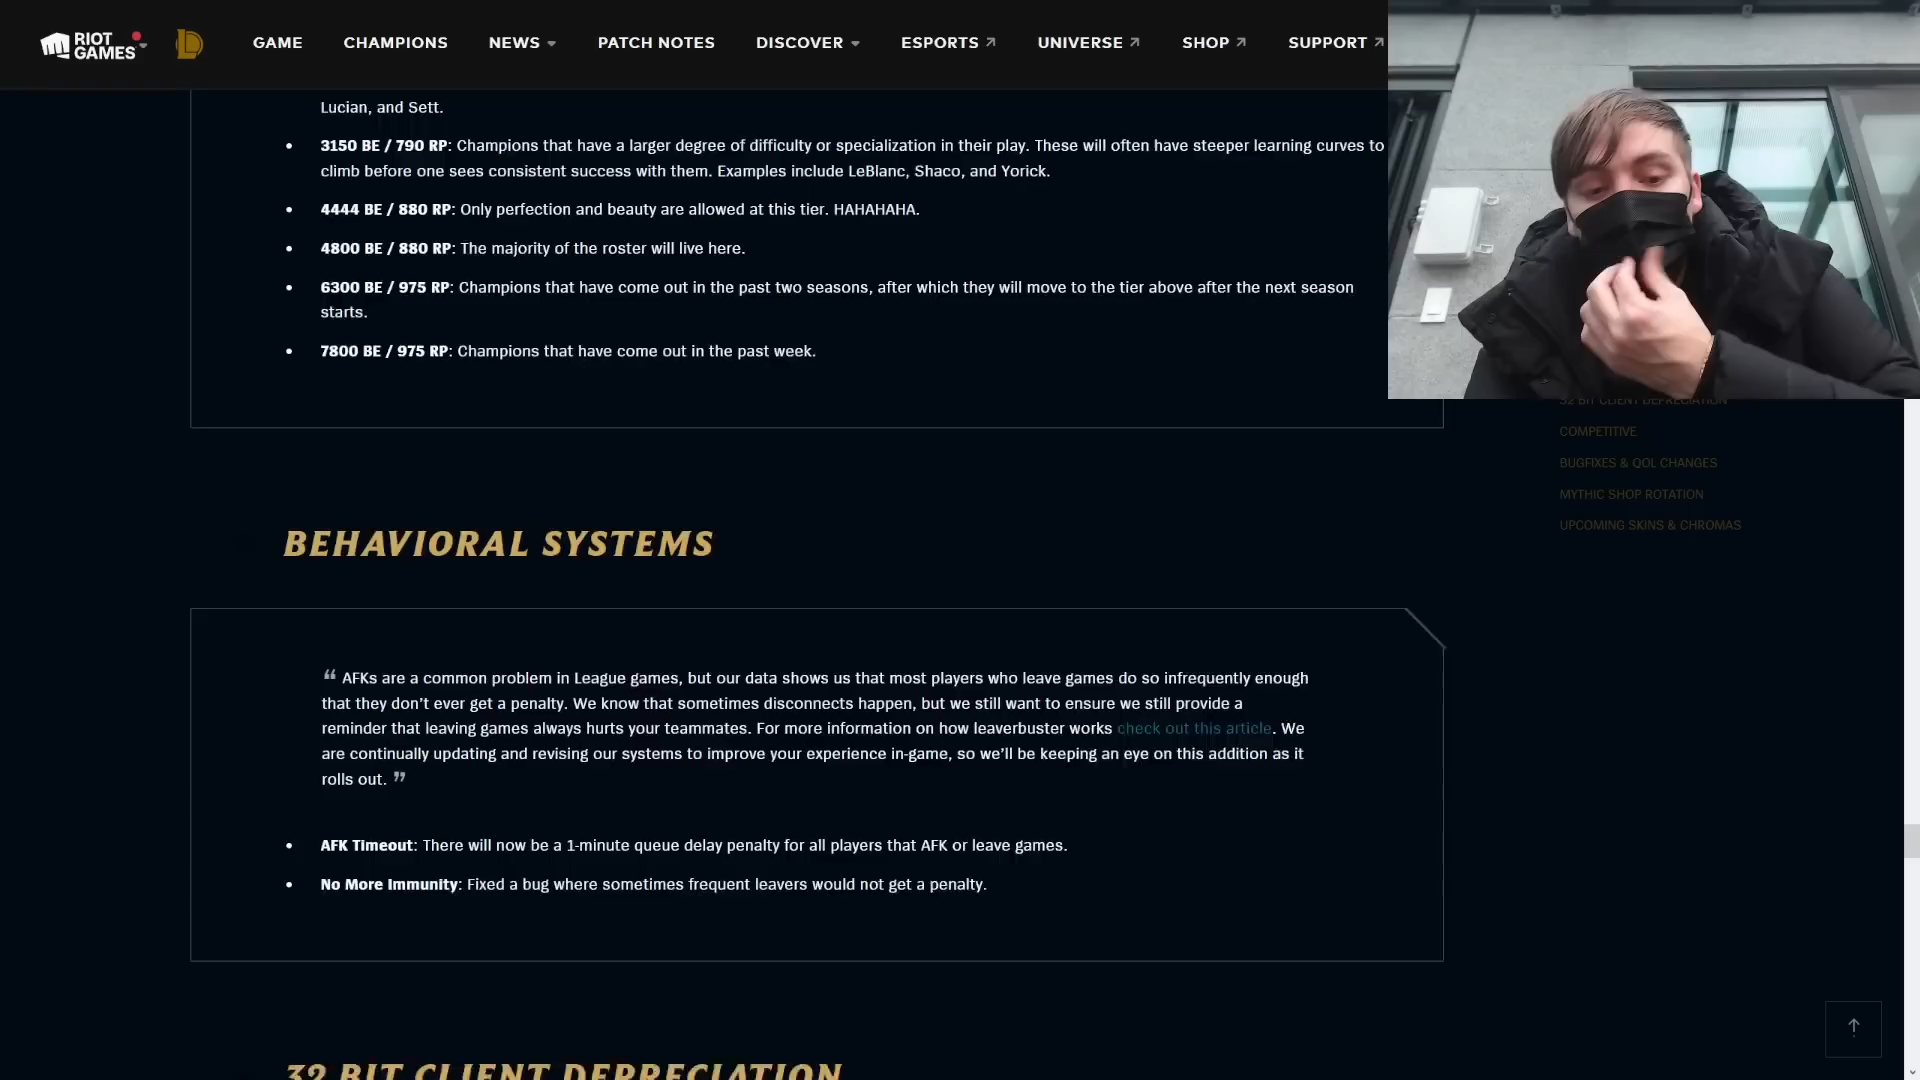 RIOT GAMES
GAME
CHAMPIONS
NEWS
PATCH NOTES
DISCOVER
ESPORTS
UNIVERSE
SHOP
SUPPORT
Lucian, and Sett.
3150 BE / 790 RP: Champions that have a larger degree of difficulty or specialization in their play. These will often have steeper learning curves to
climb before one sees consistent success with them. Examples include LeBlanc, Shaco, and Yorick.
4444 BE / 880 RP: Only perfection and beauty are allowed at this tier. HAHAHAHA.
4800 BE / 880 RP: The majority of the roster will live here.
6300 BE / 975 RP: Champions that have come out in the past two seasons, after which they will move to the tier above after the next season
starts.
7800 BE / 975 RP: Champions that have come out in the past week.
32 BIT CLIENT DEPRECIATION
COMPETITIVE
BUGFIXES & QOL CHANGES
MYTHIC SHOP ROTATION
UPCOMING SKINS & CHROMAS
BEHAVIORAL SYSTEMS
“ AFKs are a common problem in League games, but our data shows us that most players who leave games do so infrequently enough
that they don’t ever get a penalty. We know that sometimes disconnects happen, but we still want to ensure we still provide a
reminder that leaving games always hurts your teammates. For more information on how leaverbuster works check out this article. We
are continually updating and revising our systems to improve your experience in-game, so we’ll be keeping an eye on this addition as it
rolls out. ”
AFK Timeout: There will now be a 1-minute queue delay penalty for all players that AFK or leave games.
No More Immunity: Fixed a bug where sometimes frequent leavers would not get a penalty.
32 BIT CLIENT DEPRECIATION